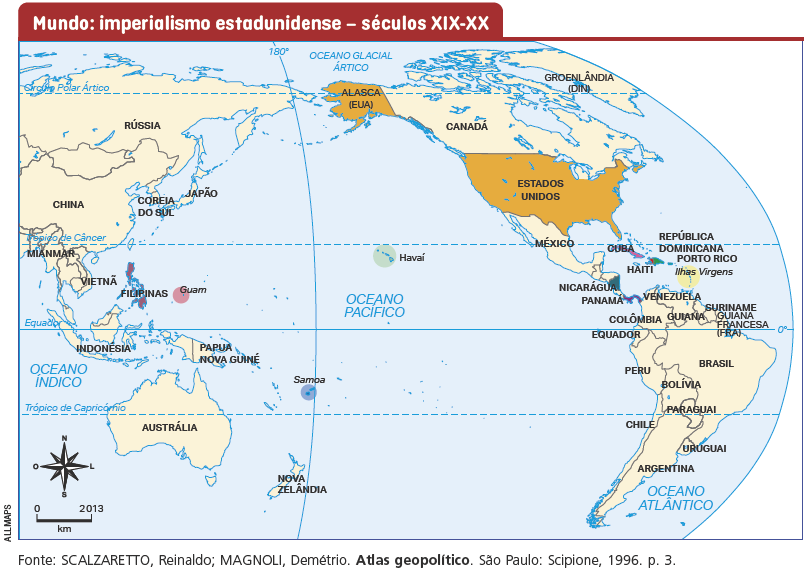 Mundo: imperialismo estadunidense – séculos XIX-XX
180°
OCEANO GLACIAL
ÁRTICO
GROENLÂNDIA
(DIN)
Círculo Polar Ártico
ALASCA
(EUA)
RÚSSIA
CANADÁ
ESTADOS
UNIDOS
CHINA
COREIA
DO SUL
JAPÃO
Trópico de Câncer
MÉXICO
CUBA
REPÚBLICA
DOMINICANA
PORTO RICO
Ilhas Virgens
HAITI
MIANMAR
Havaí
VIETNÃ
FILIPINAS
Guam
NICARÁGUA
PANAMÁ
VENEZUELA
OCEANO
PACÍFICO
SURINAME
GUIANA
GUIANA
FRANCESA
(FRA)
COLÔMBIA
Equador
0°
EQUADOR
INDONÉSIA
PAPUA
NOVA GUINÉ
OCEANO
ÍNDICO
PERU
BRASIL
Samoa
BOLÍVIA
Trópico de Capricórnio
PARAGUAI
AUSTRÁLIA
CHILE
URUGUAI
ARGENTINA
N
O
L
S
NOVA
ZELÂNDIA
OCEANO
ATLÂNTICO
0
2013
km
ALLMAPS
Fonte: SCALZARETTO, Reinaldo; MAGNOLI, Demétrio. Atlas geopolítico. São Paulo: Scipione, 1996. p. 3.